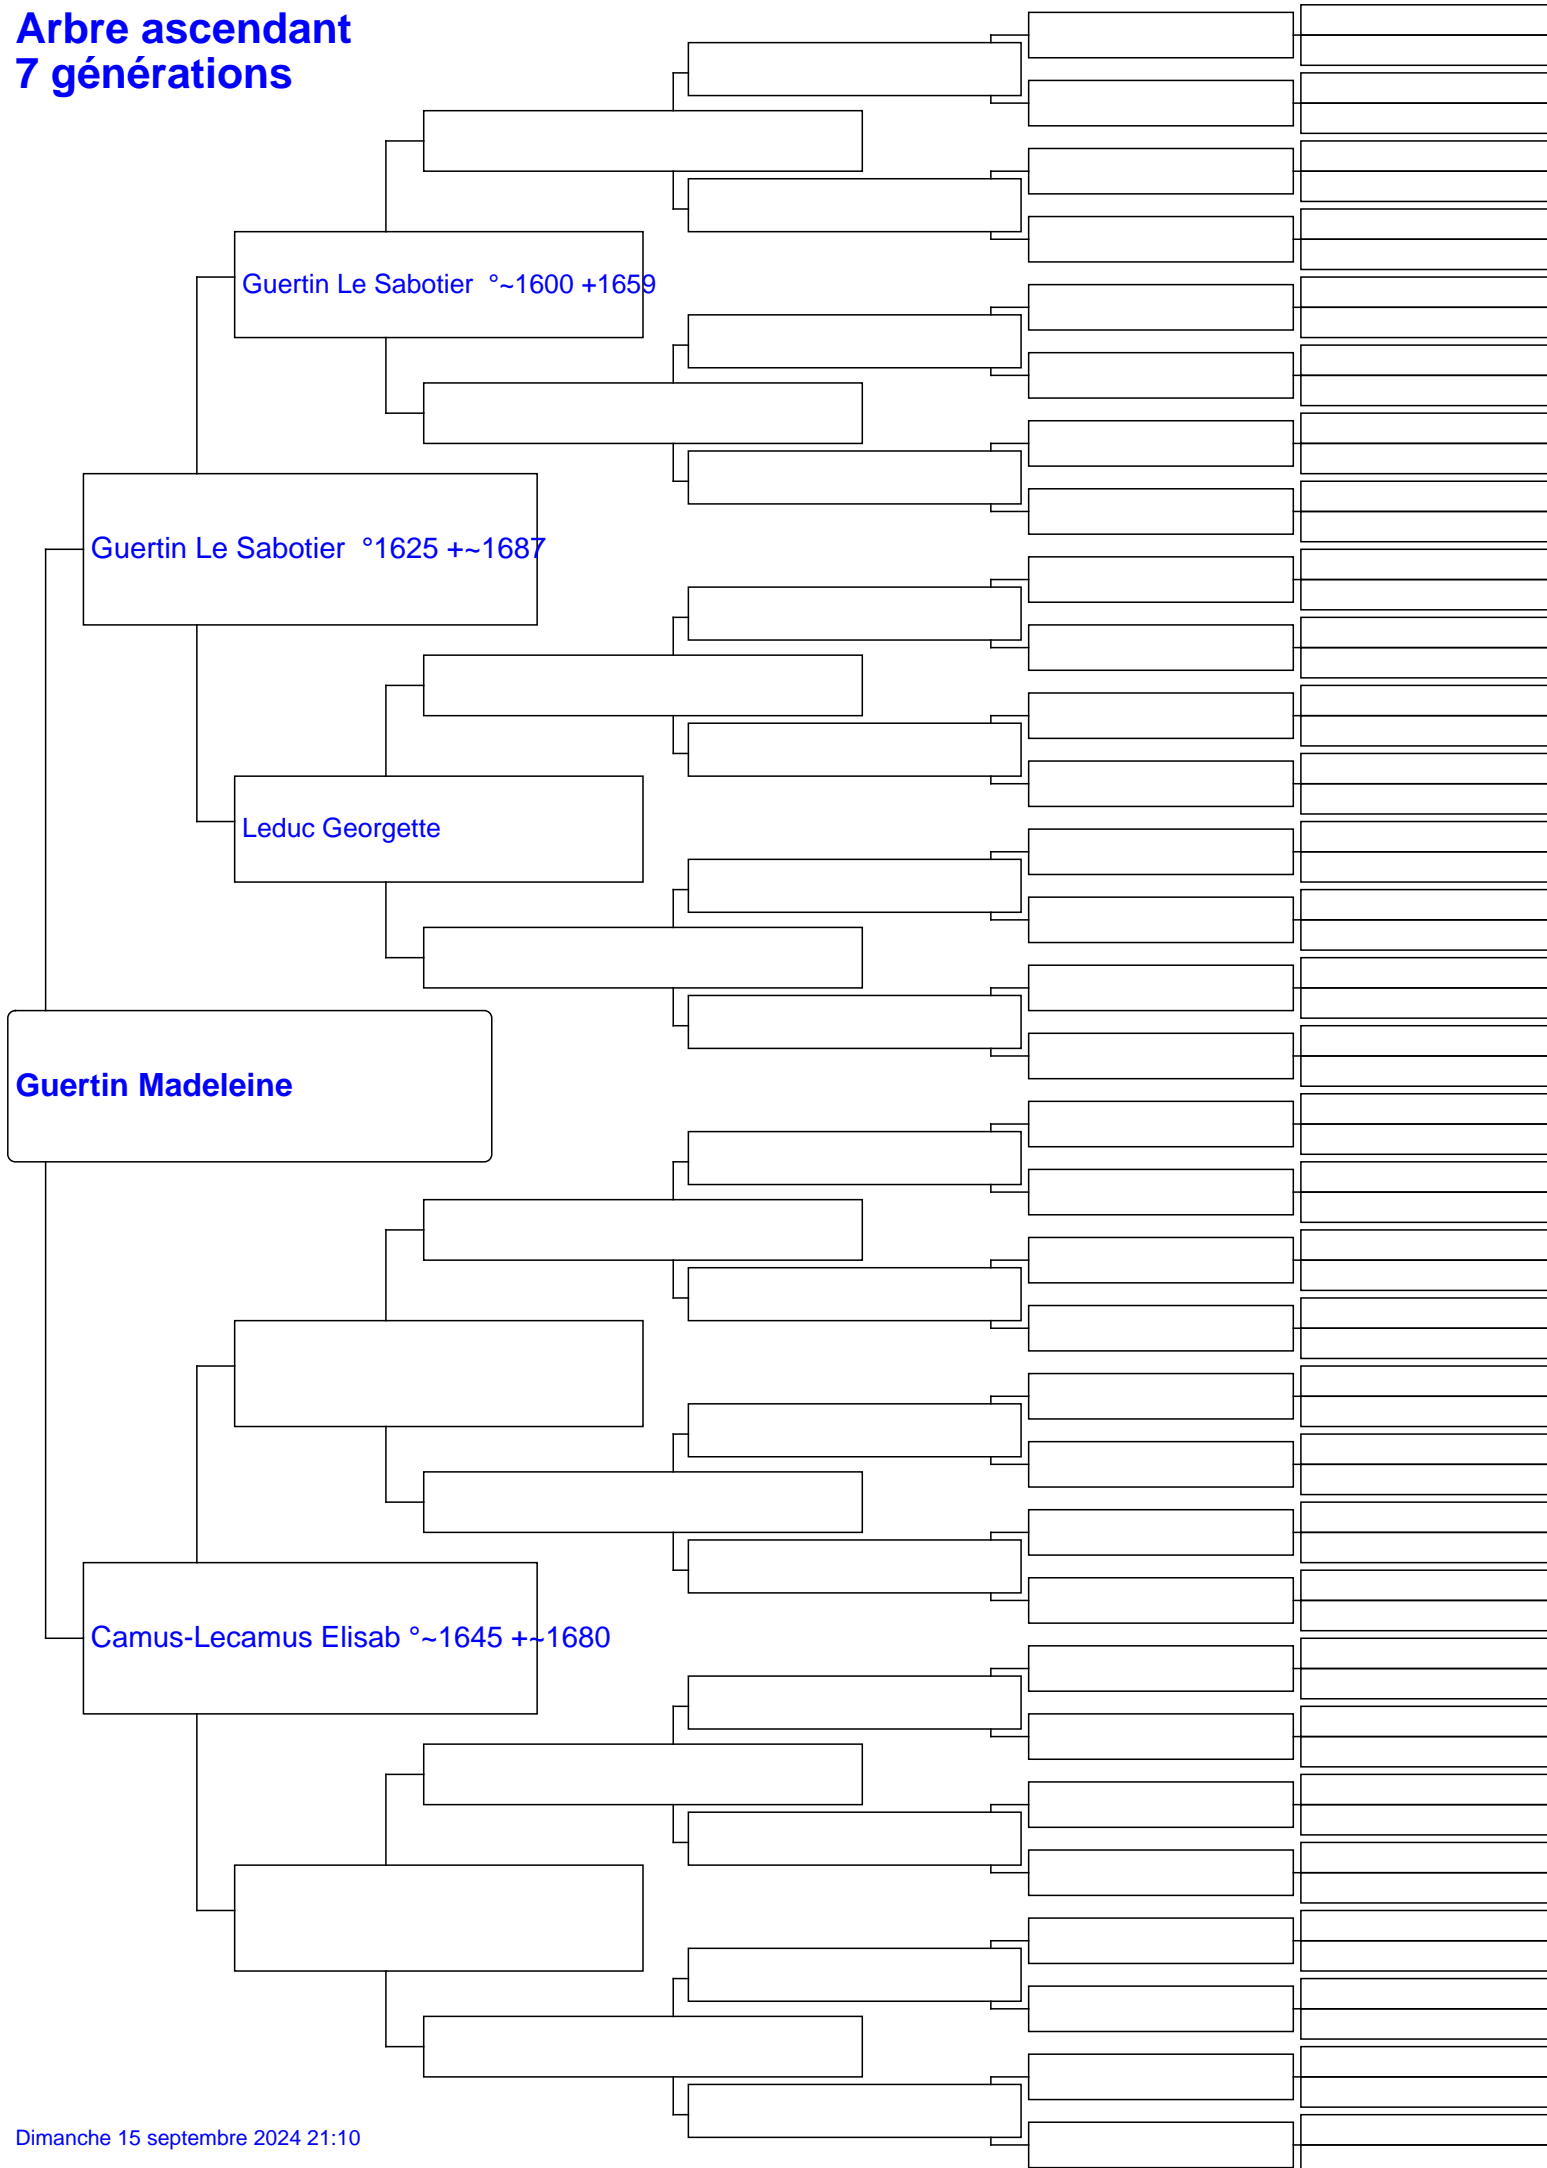 Arbre ascendant
7 générations
Guertin Le Sabotier  °~1600 +1659
Guertin Le Sabotier  °1625 +~1687
Leduc Georgette
Guertin Madeleine
Camus-Lecamus Elisab °~1645 +~1680
Dimanche 15 septembre 2024 21:10